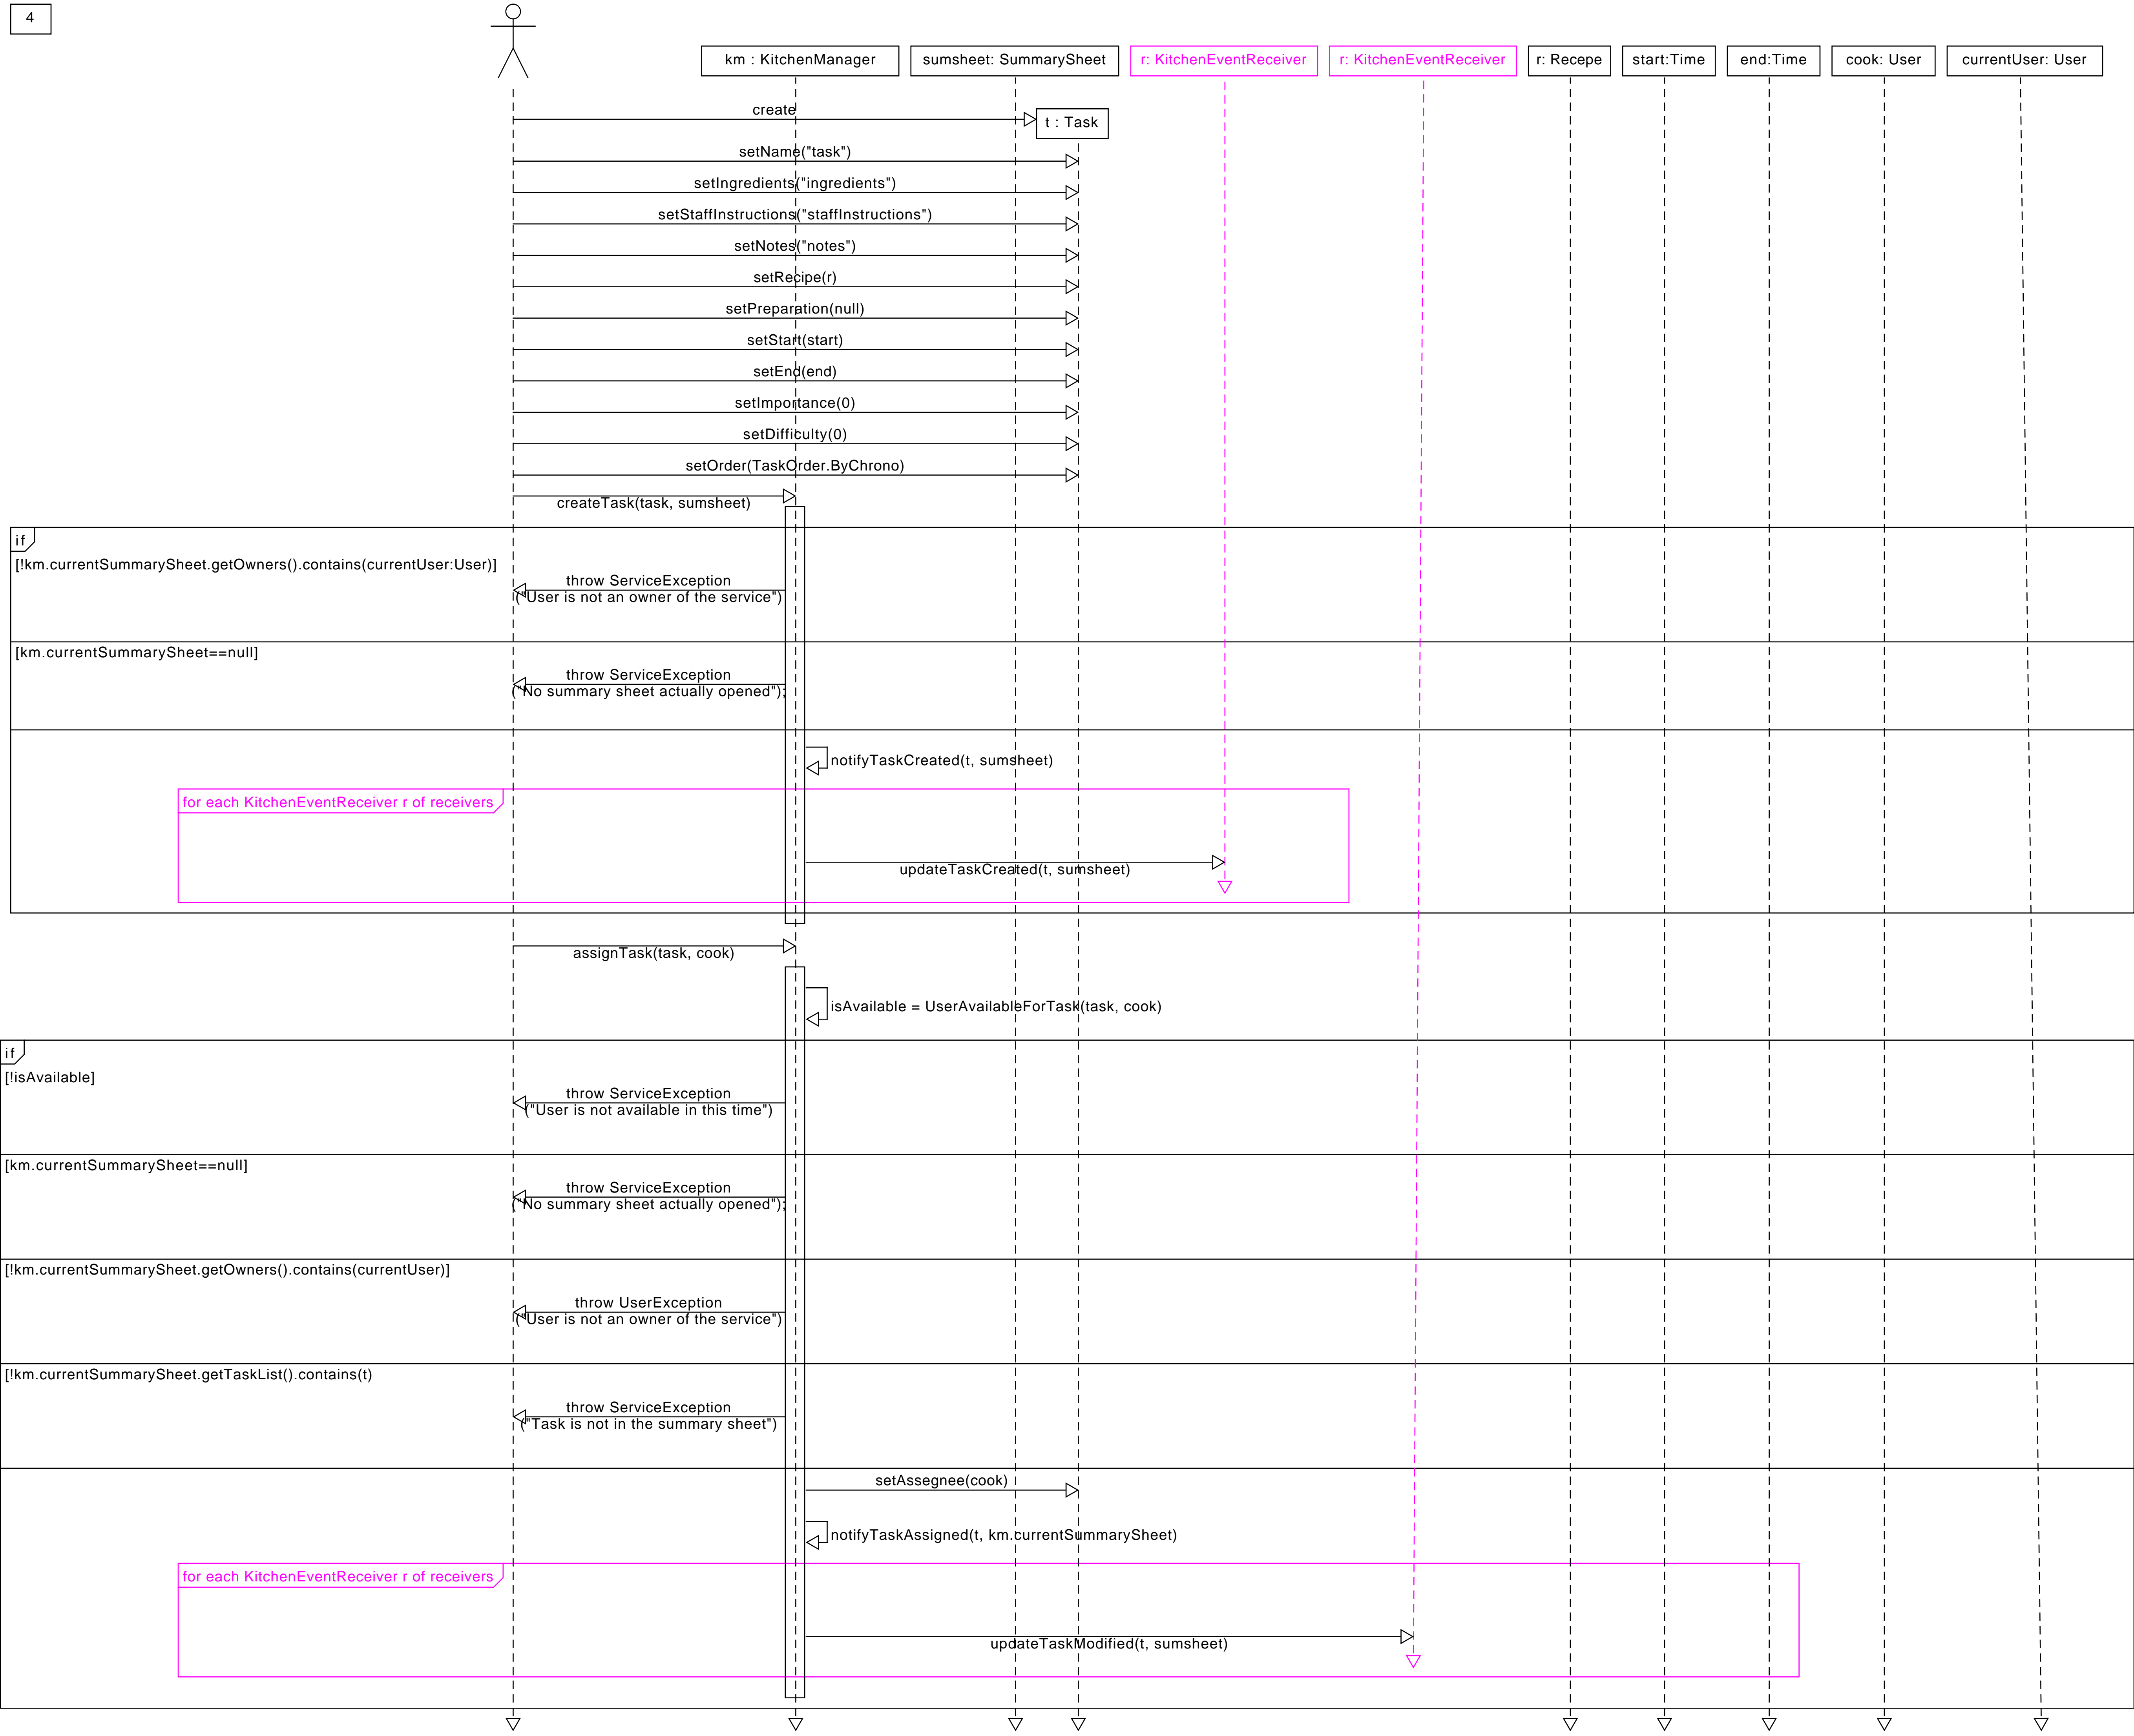 4
km : KitchenManager
sumsheet: SummarySheet
r: KitchenEventReceiver
r: KitchenEventReceiver
r: Recepe
start:Time
end:Time
cook: User
currentUser: User
create
t : Task
setName("task")
setIngredients("ingredients")
setStaffInstructions("staffInstructions")
setNotes("notes")
setRecipe(r)
setPreparation(null)
setStart(start)
setEnd(end)
setImportance(0)
setDifficulty(0)
setOrder(TaskOrder.ByChrono)
createTask(task, sumsheet)
if
[!km.currentSummarySheet.getOwners().contains(currentUser:User)]
throw ServiceException
("User is not an owner of the service")
[km.currentSummarySheet==null]
throw ServiceException
("No summary sheet actually opened");
notifyTaskCreated(t, sumsheet)
for each KitchenEventReceiver r of receivers
updateTaskCreated(t, sumsheet)
assignTask(task, cook)
isAvailable = UserAvailableForTask(task, cook)
if
[!isAvailable]
throw ServiceException
("User is not available in this time")
[km.currentSummarySheet==null]
throw ServiceException
("No summary sheet actually opened");
[!km.currentSummarySheet.getOwners().contains(currentUser)]
throw UserException
("User is not an owner of the service")
[!km.currentSummarySheet.getTaskList().contains(t)
throw ServiceException
("Task is not in the summary sheet")
setAssegnee(cook)
notifyTaskAssigned(t, km.currentSummarySheet)
for each KitchenEventReceiver r of receivers
updateTaskModified(t, sumsheet)